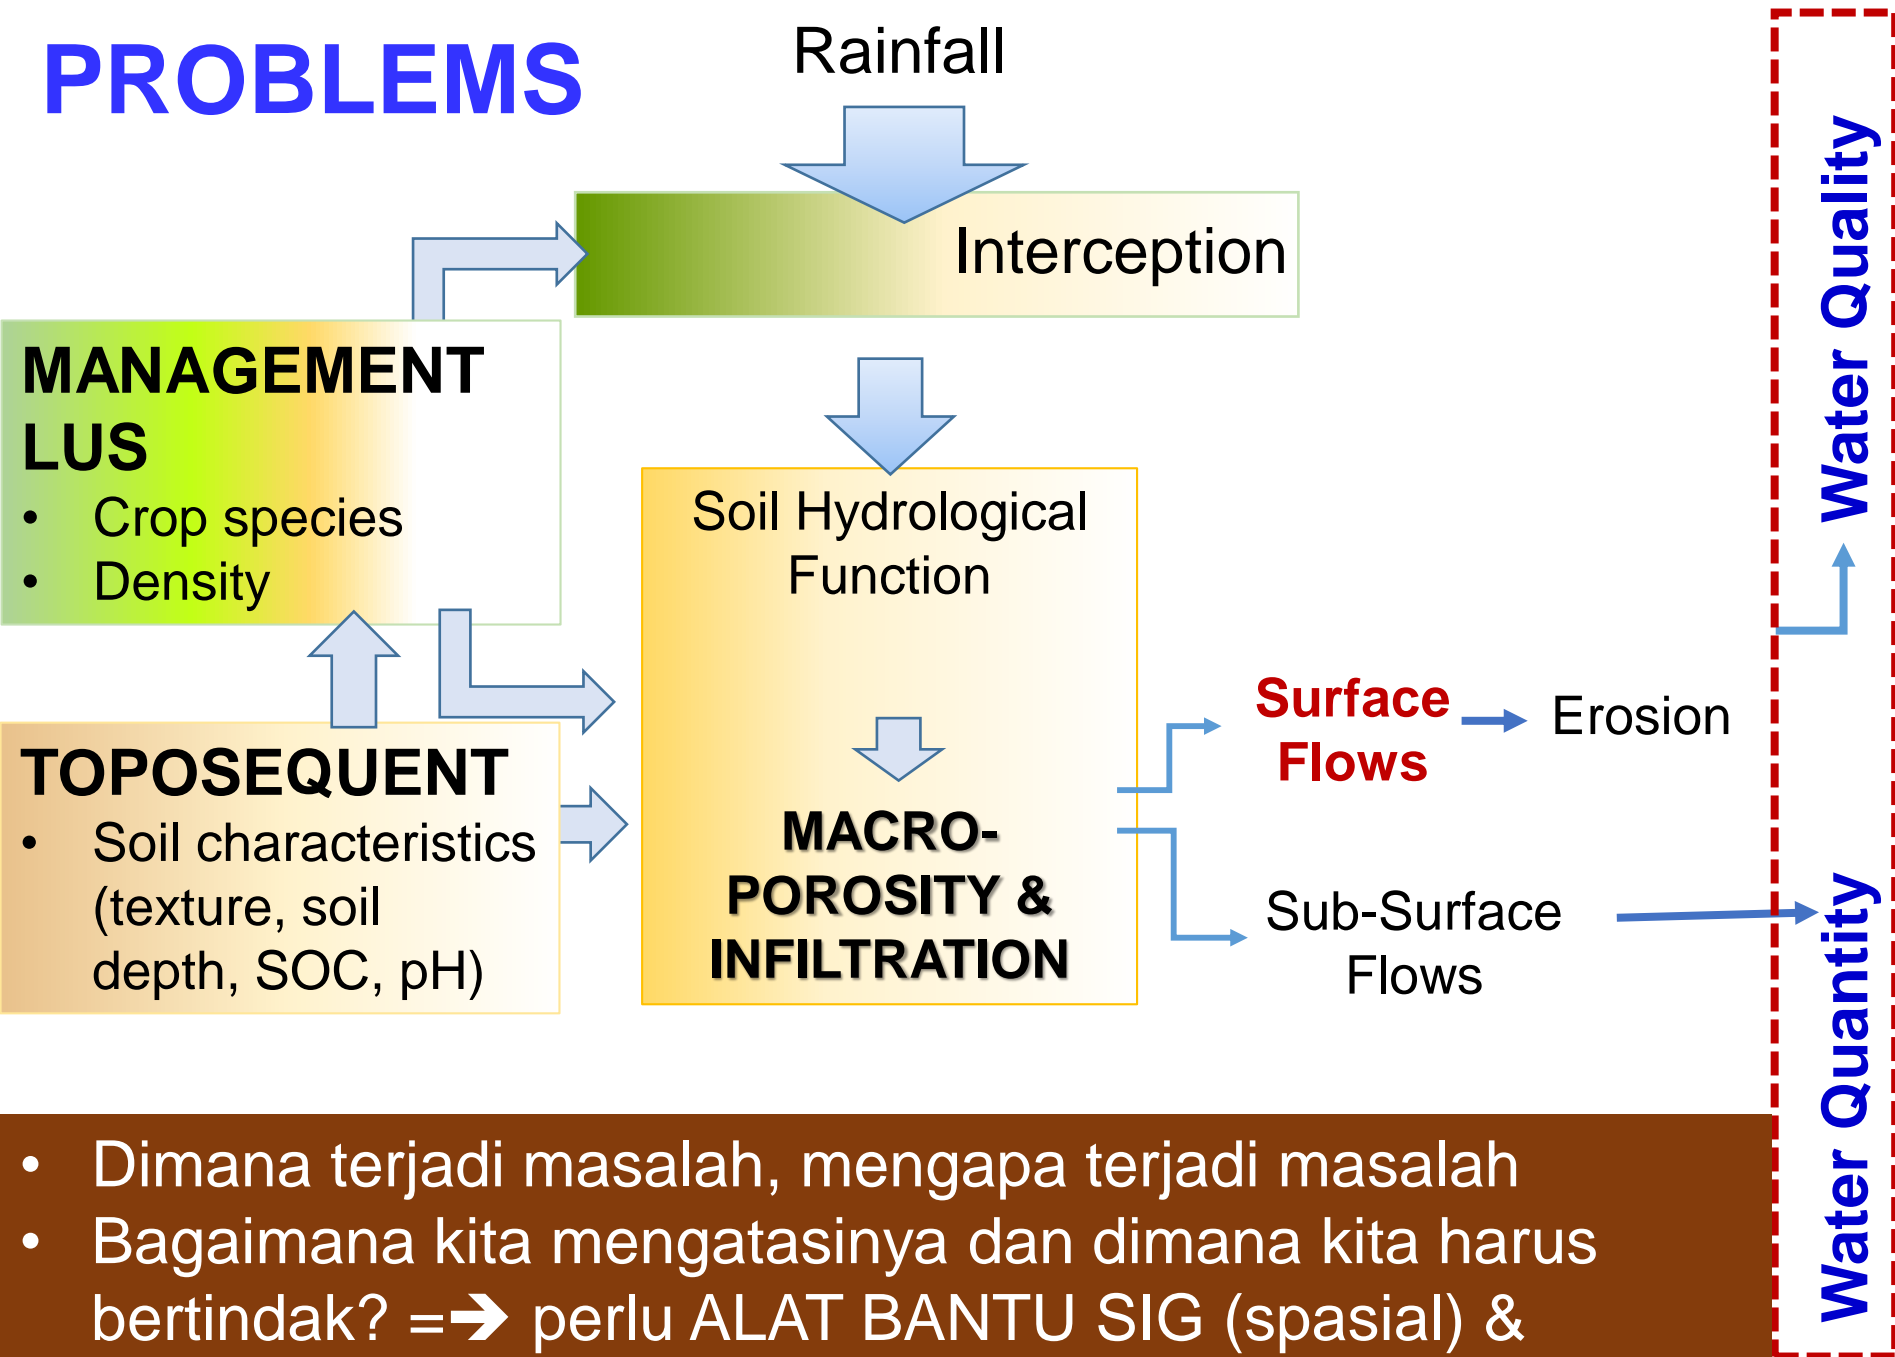 PROBLEMS
Rainfall
Interception
MANAGEMENT
LUS
• Crop species
• Density
TOPOSEQUENT
• Soil characteristics
(texture, soil
depth, SOC, pH)
Soil Hydrological
Function
MACRO-
POROSITY &
INFILTRATION
Surface
Flows
Erosion
Sub-Surface
Flows
Water Quality
Water Quantity
• Dimana terjadi masalah, mengapa terjadi masalah
• Bagaimana kita mengatasinya dan dimana kita harus
bertindak? =➔ perlu ALAT BANTU SIG (spasial) &